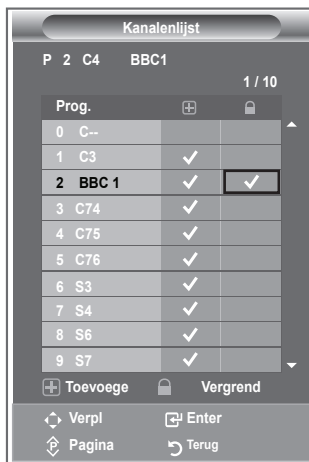 Kanalenlijst
P 2 C4 BBC1
1 / 10
Prog.
0 C--
1 C3
2 BBC 1
3 C74
4 C75
5 C76
6 S3
7 S4
8 S6
9 S7
Toevoege Vergrend
Verpl Enter
P Pagina Terug